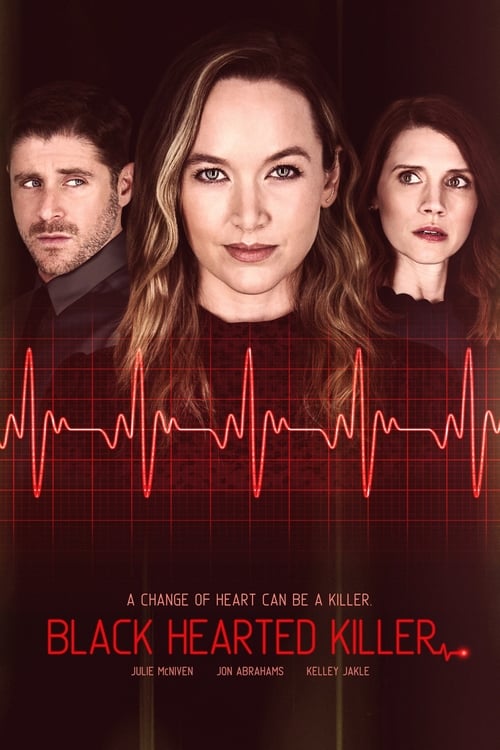 A CHANGE OF HEART CAN BE A KILLER.
BLACK HEARTED KILLER
JULIE McNIVEN JON ABRAHAMS KELLEY JAKLE